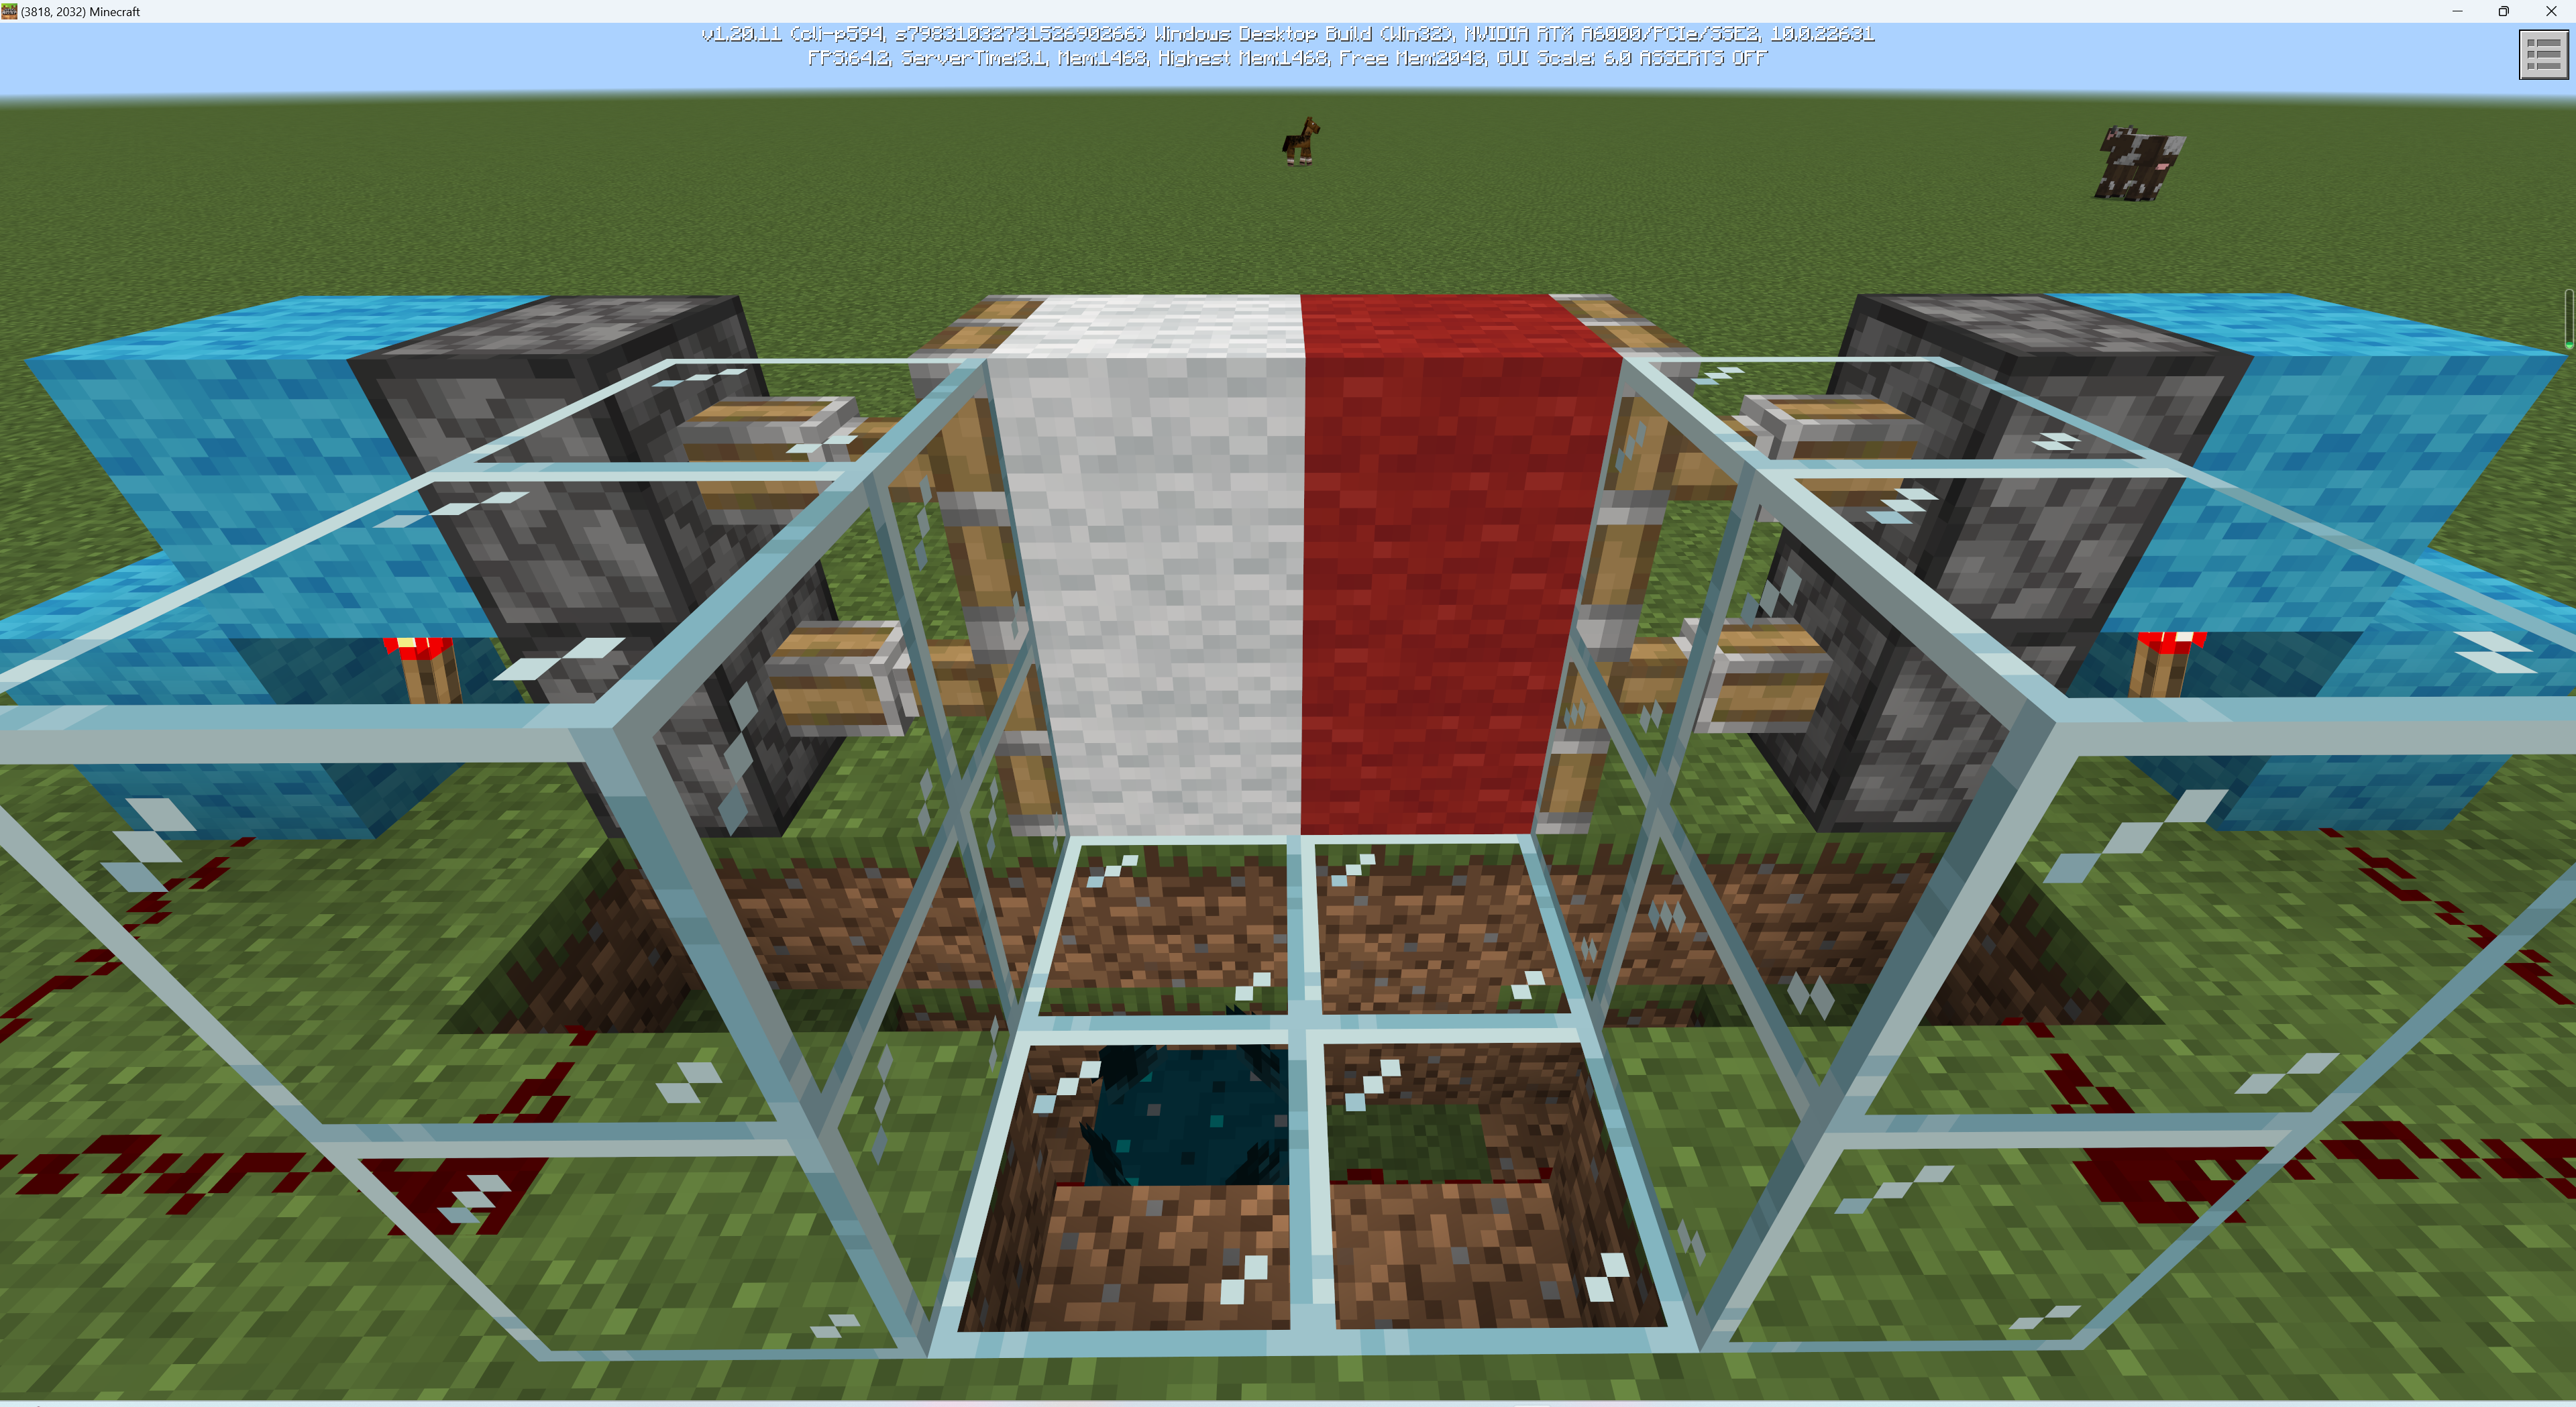 (3818, 2032) Minecraft
v1.20.11 (cli-p594, s7983103273152690266) Windows Desktop Build (Win32), NVIDIA RTX A6000/PCIe/SSE2, 10.0.22631
FPS:64.2, ServerTime:3.1, Mem:1468, Highest Mem:1468, Free Mem:2043, GUI Scale: 6.0 ASSERTS OFF